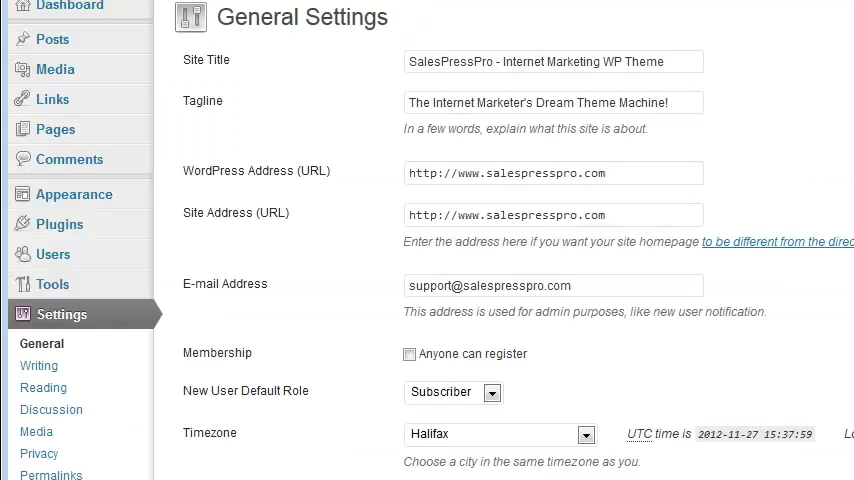 Dashboard
Posts
Media
Links
Pages
Comments
Appearance
Plugins
Users
Tools
Settings
General
Writing
Reading
Discussion
Media
Privacy
Permalinks
General Settings
Site Title
SalesPressPro - Internet Marketing WP Theme
Tagline
The Internet Marketer's Dream Theme Machine!
In a few words, explain what this site is about.
WordPress Address (URL)
http://www.salespresspro.com
Site Address (URL)
http://www.salespresspro.com
Enter the address here if you want your site homepage to be different from the direc
E-mail Address
support@salespresspro.com
This address is used for admin purposes, like new user notification.
Membership
Anyone can register
New User Default Role
Subscriber
Timezone
Halifax
UTC time is 2012-11-27 15:37:59 Lo
Choose a city in the same timezone as you.